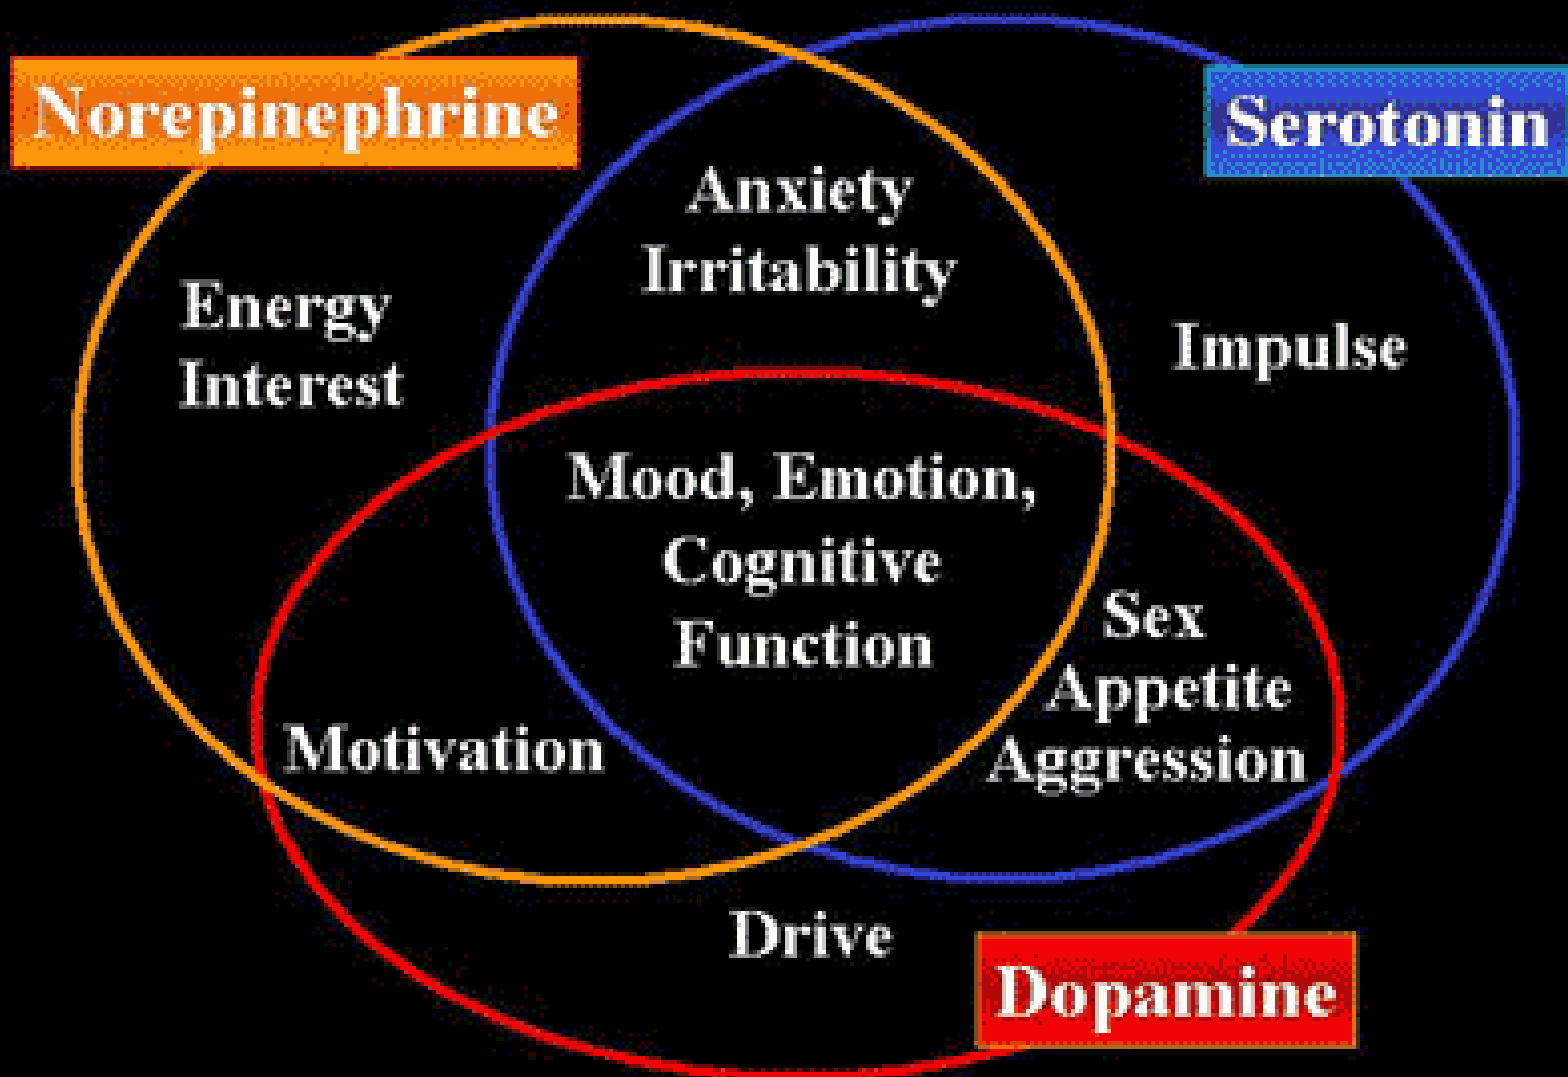 Norepinephrine
Serotonin
Anxiety
Irritability
Energy
Interest
Impulse
Mood, Emotion,
Cognitive
Function
Sex
Appetite
Aggression
Motivation
Drive
Dopamine